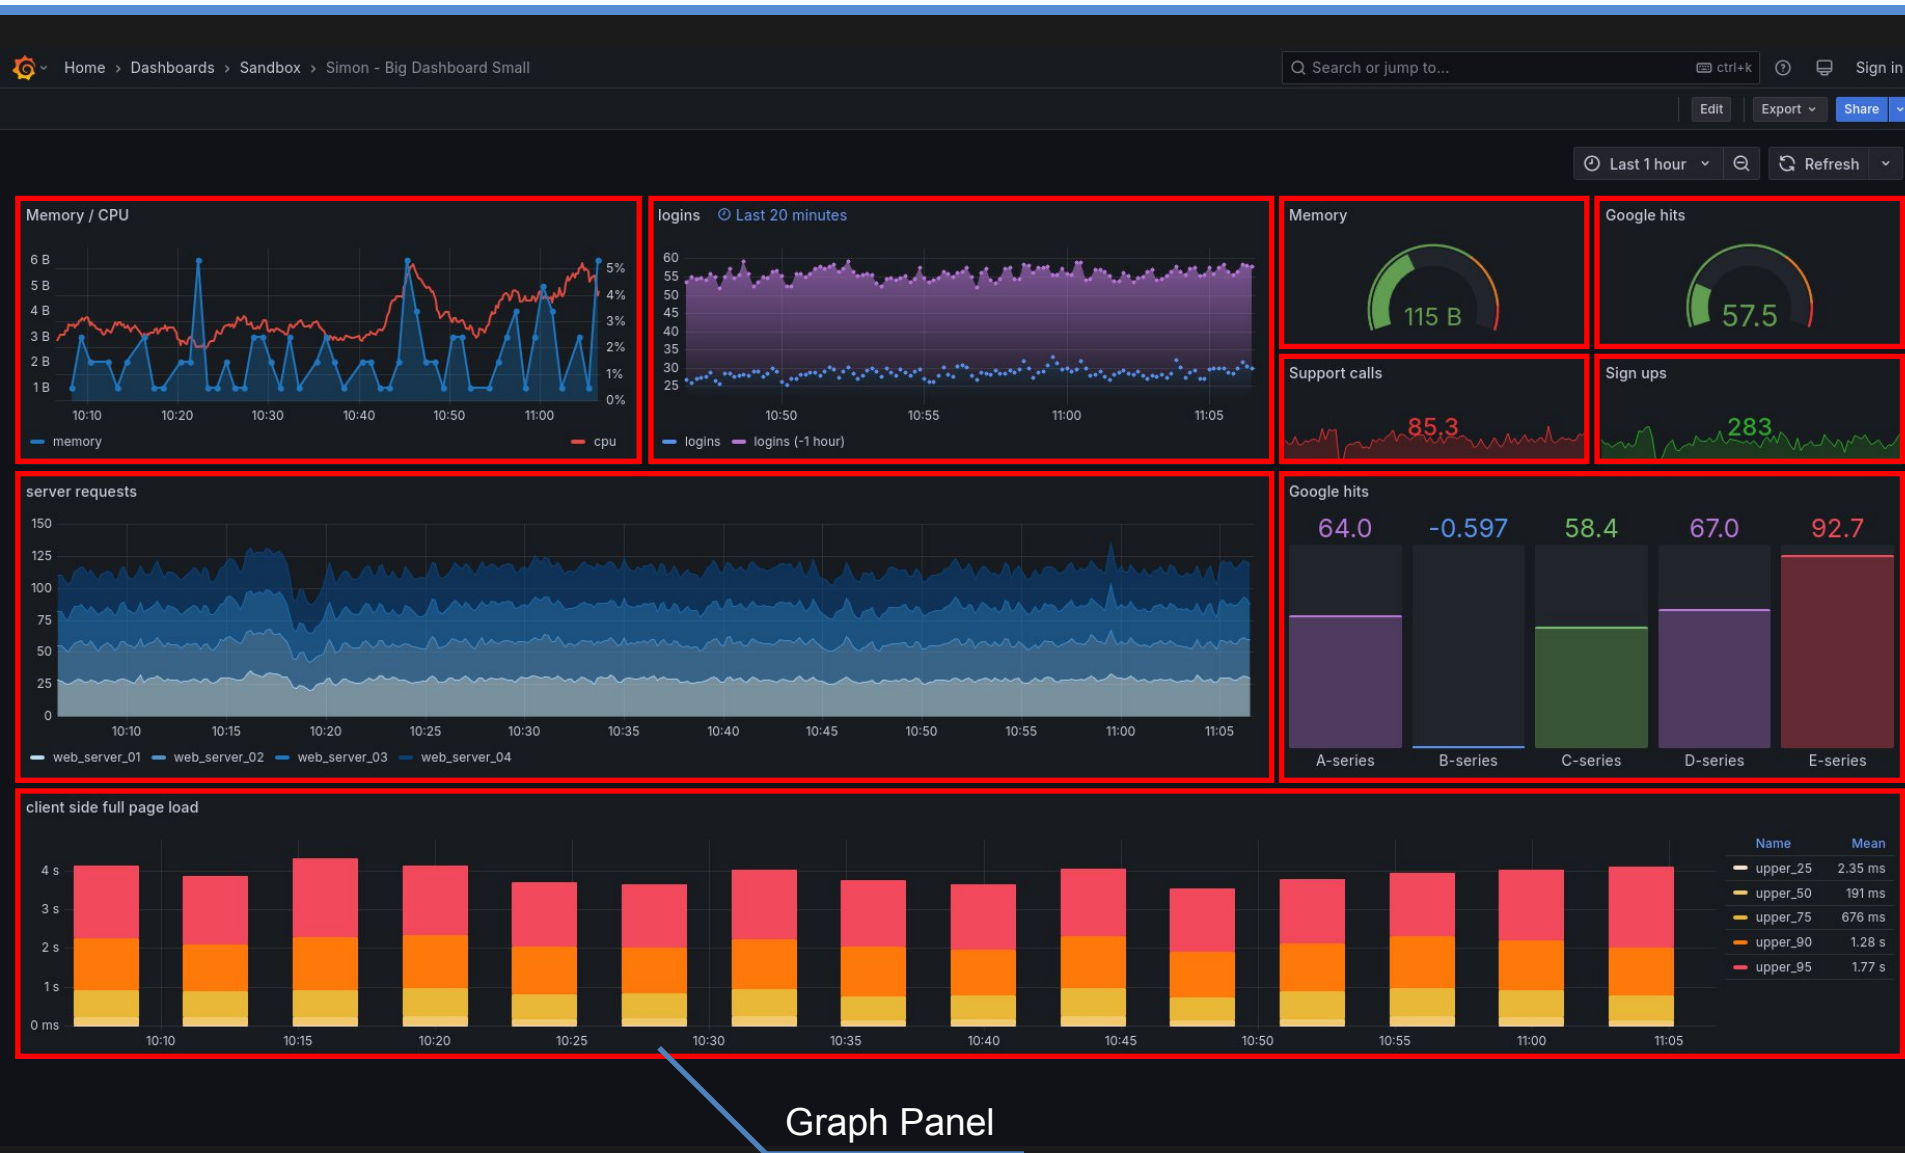 Home › Dashboards › Sandbox › Simon - Big Dashboard Small
Search or jump to...
ctrl+k
Sign in
Edit
Export
Share
Last 1 hour
Refresh
Memory / CPU
6 B
5 B
4 B
3 B
2 B
1 B
5%
4%
3%
2%
1%
0%
10:10 10:20 10:30 10:40 10:50 11:00
memory
cpu
logins Last 20 minutes
60
55
50
45
40
35
30
25
10:50 10:55 11:00 11:05
logins logins (-1 hour)
Memory
115 B
Google hits
57.5
Support calls
85.3
Sign ups
283
server requests
150
125
100
75
50
25
0
10:10 10:15 10:20 10:25 10:30 10:35 10:40 10:45 10:50 10:55 11:00 11:05
web_server_01 web_server_02 web_server_03 web_server_04
Google hits
64.0 -0.597 58.4 67.0 92.7
A-series B-series C-series D-series E-series
client side full page load
4 s
3 s
2 s
1 s
0 ms
10:10 10:15 10:20 10:25 10:30 10:35 10:40 10:45 10:50 10:55 11:00 11:05
Name Mean
upper_25 2.35 ms
upper_50 191 ms
upper_75 676 ms
upper_90 1.28 s
upper_95 1.77 s
Graph Panel